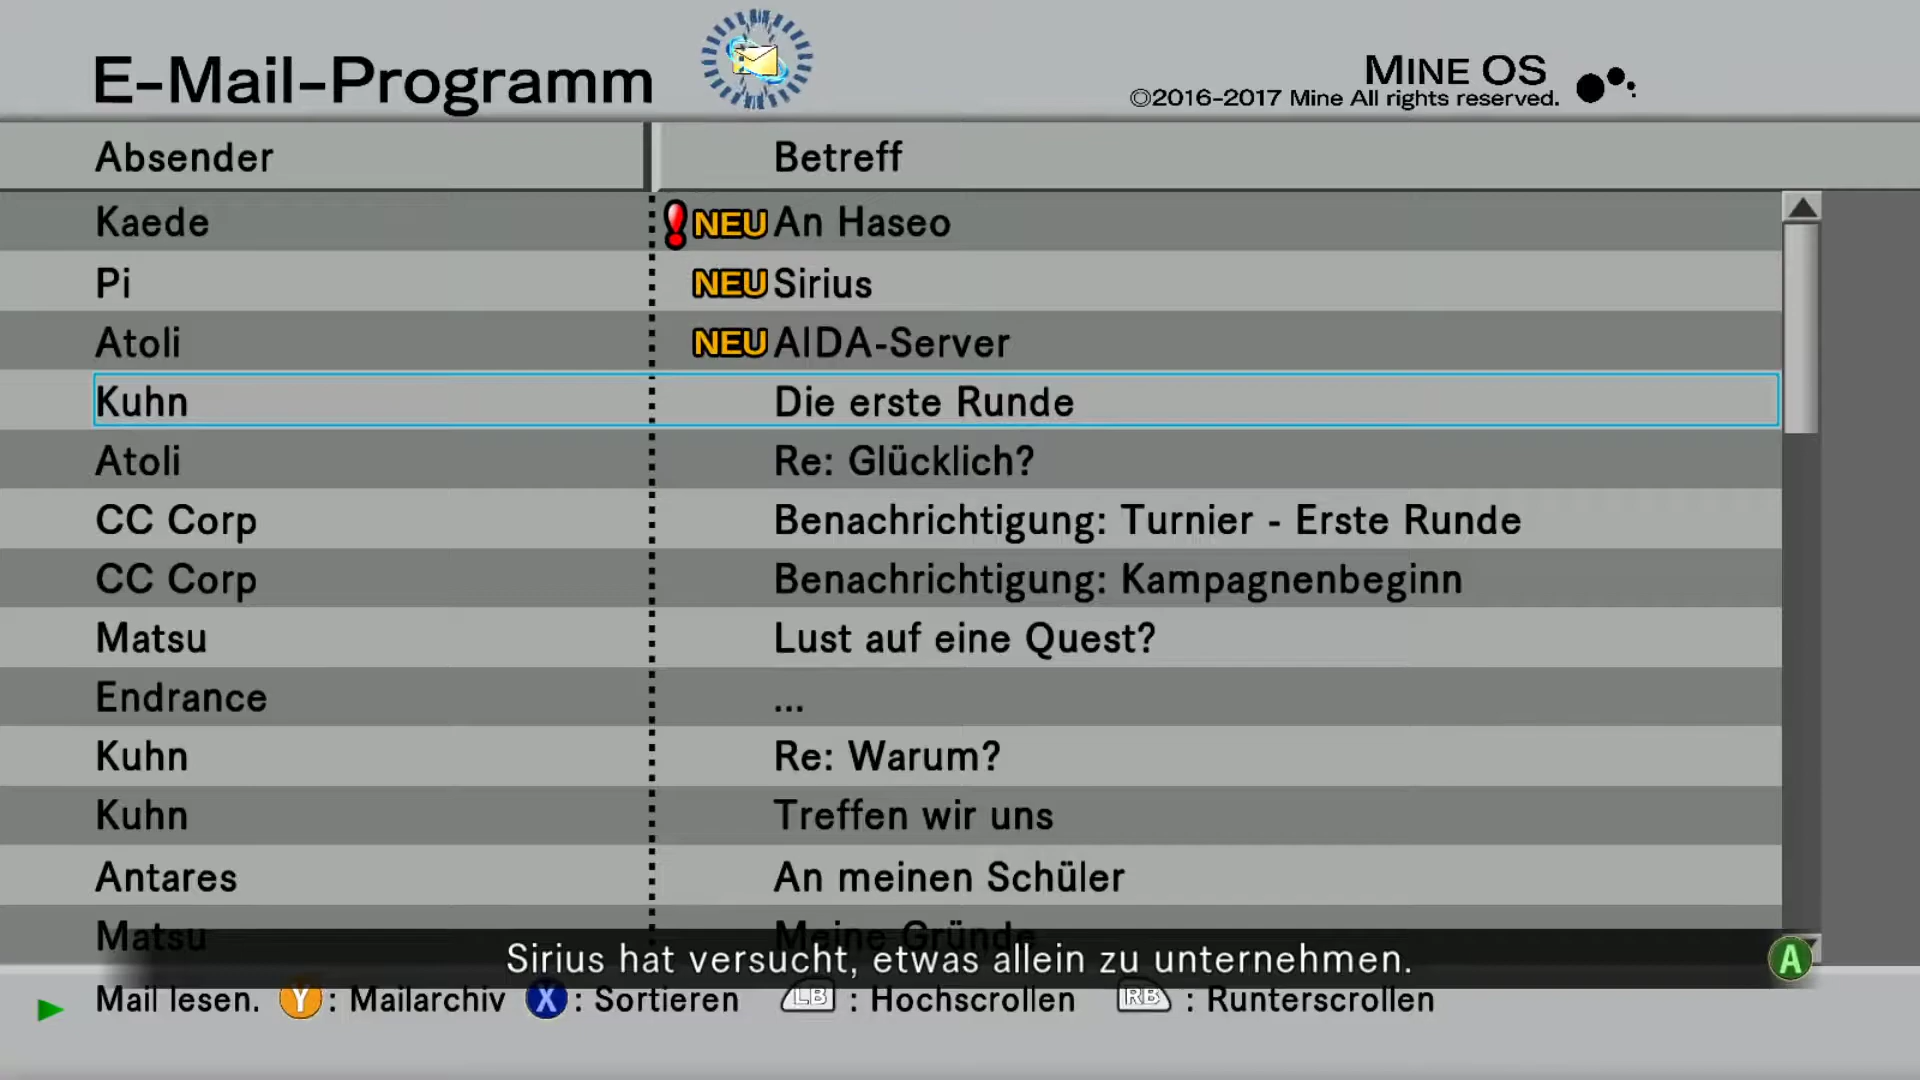 E-Mail-Programm
MINE OS
©2016-2017 Mine All rights reserved.
Absender Betreff
Kaede NEU An Haseo
Pi NEU Sirius
Atoli NEU AIDA-Server
Kuhn Die erste Runde
Atoli Re: Glücklich?
CC Corp Benachrichtigung: Turnier - Erste Runde
CC Corp Benachrichtigung: Kampagnenbeginn
Matsu Lust auf eine Quest?
Endrance ...
Kuhn Re: Warum?
Kuhn Treffen wir uns
Antares An meinen Schüler
Matsu Meine Gründe
Sirius hat versucht, etwas allein zu unternehmen. A
Mail lesen. Y : Mailarchiv X : Sortieren LB : Hochscrollen RB : Runterscrollen